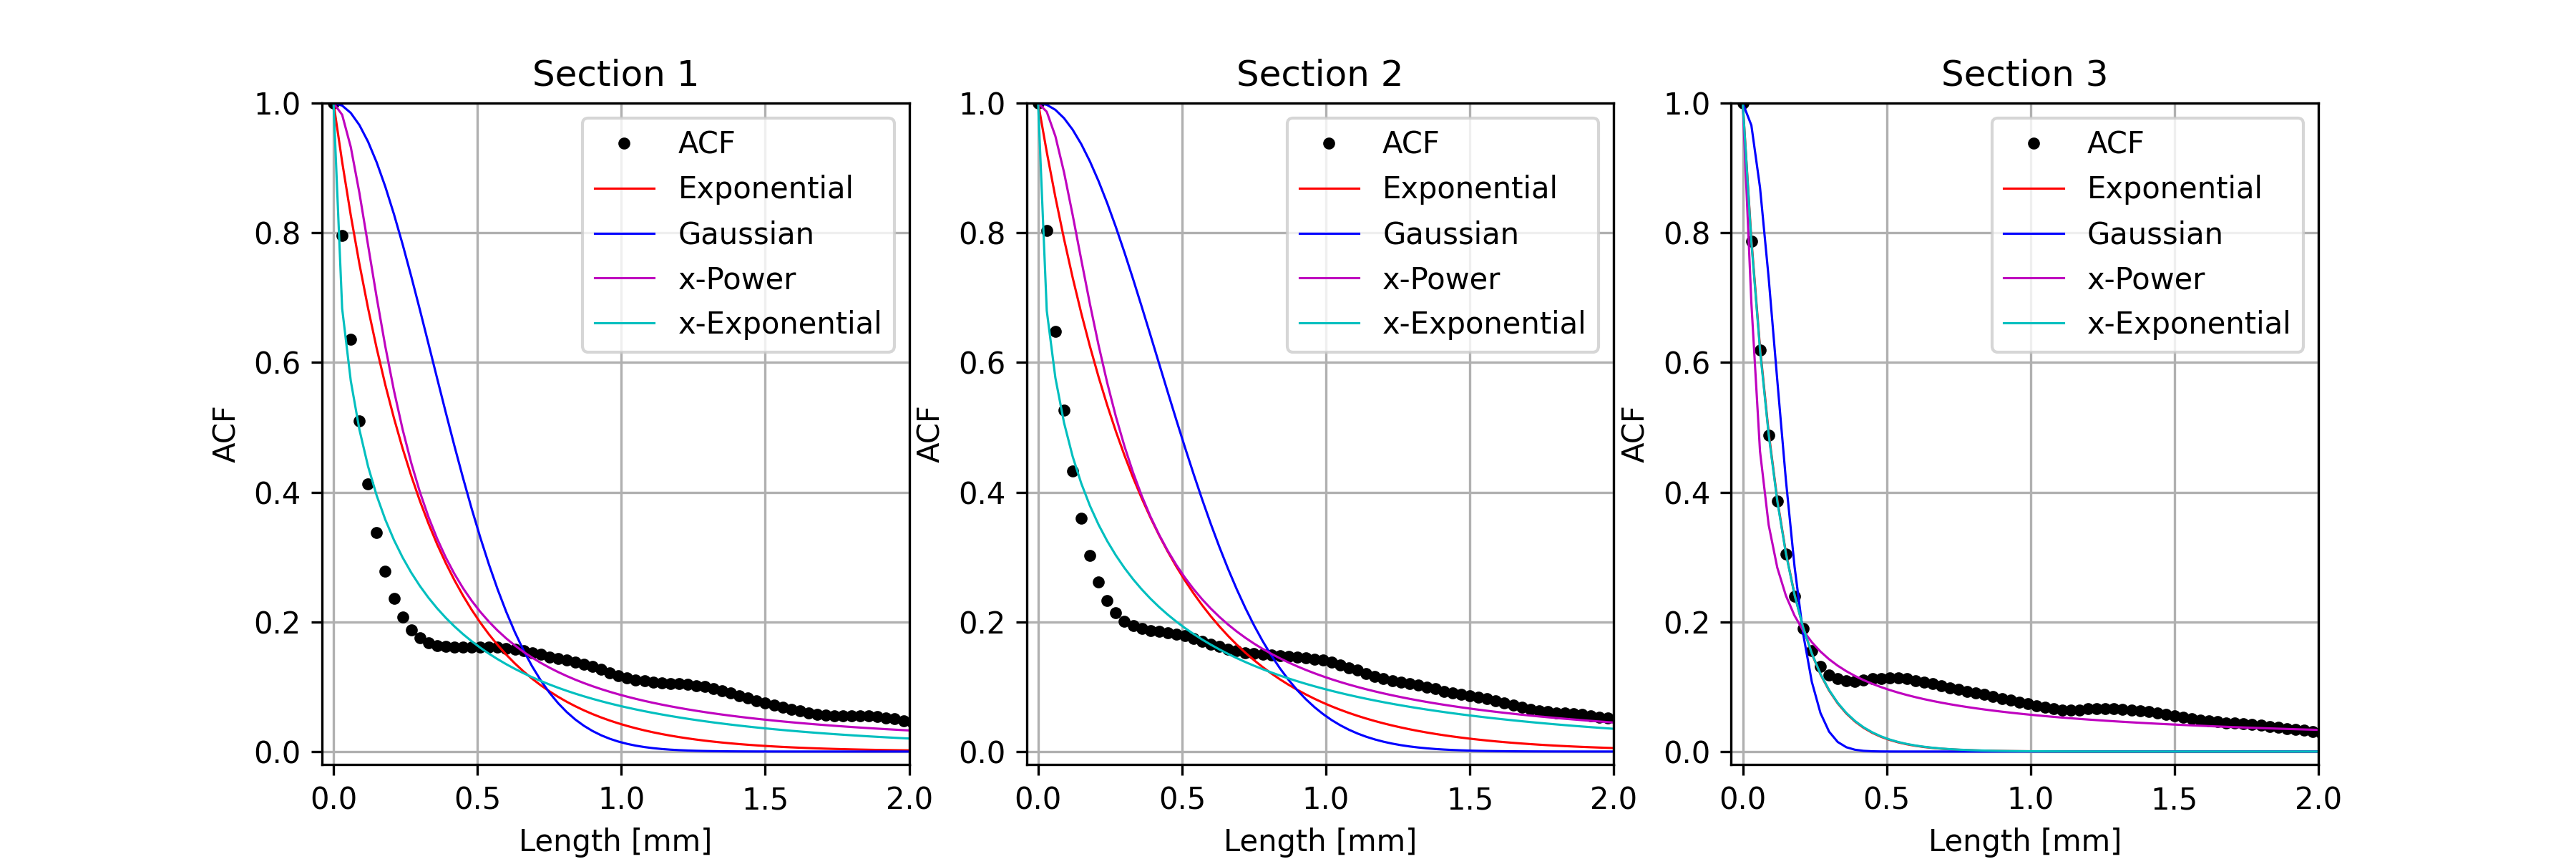 Section 1
1.0
0.8
0.6
0.4
0.2
0.0
ACF
ACF
Exponential
Gaussian
x-Power
x-Exponential
0.0 0.5 1.0 1.5 2.0
Length [mm]
Section 2
1.0
0.8
0.6
0.4
0.2
0.0
ACF
ACF
Exponential
Gaussian
x-Power
x-Exponential
0.0 0.5 1.0 1.5 2.0
Length [mm]
Section 3
1.0
0.8
0.6
0.4
0.2
0.0
ACF
ACF
Exponential
Gaussian
x-Power
x-Exponential
0.0 0.5 1.0 1.5 2.0
Length [mm]